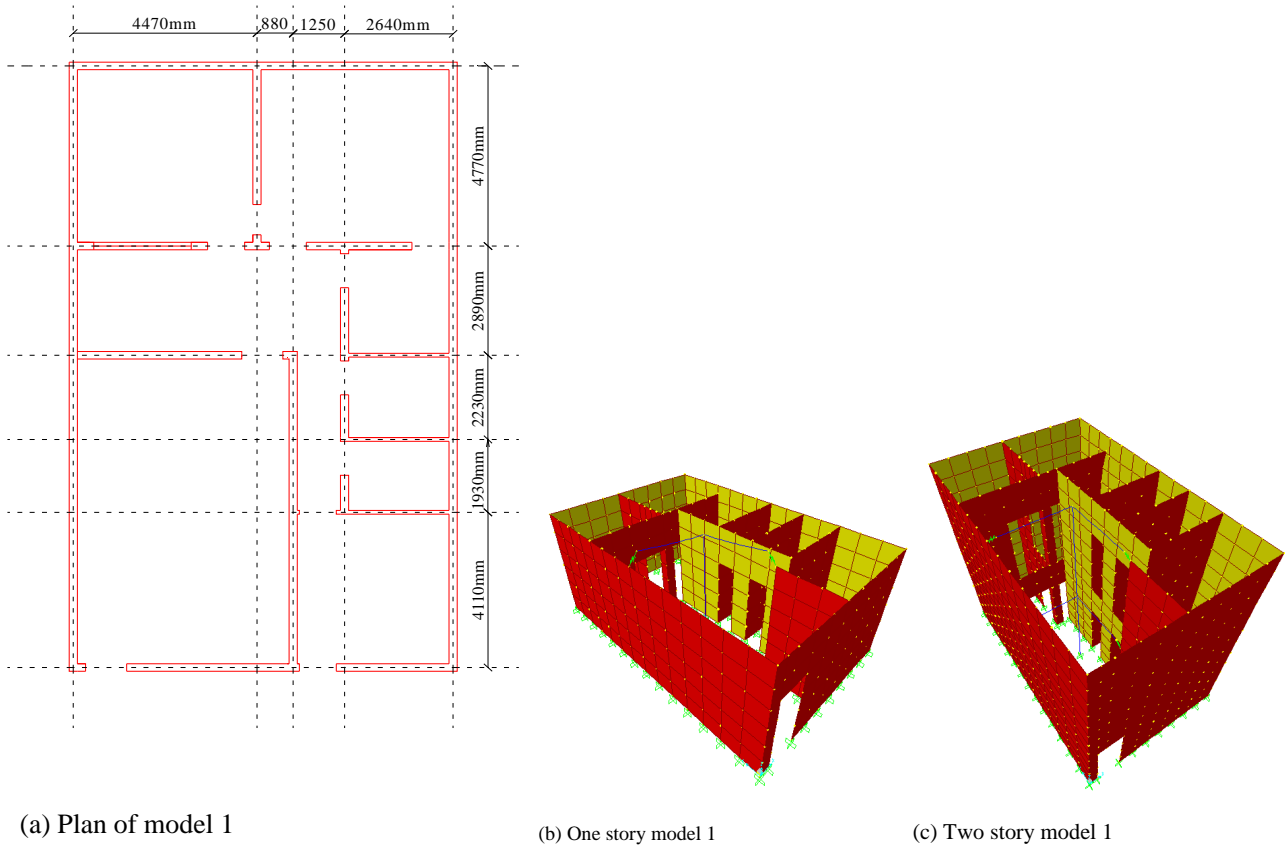 4470mm 880 1250 2640mm
4770mm
2890mm
2230mm
1930mm
4110mm
(a) Plan of model 1
(b) One story model 1
(c) Two story model 1